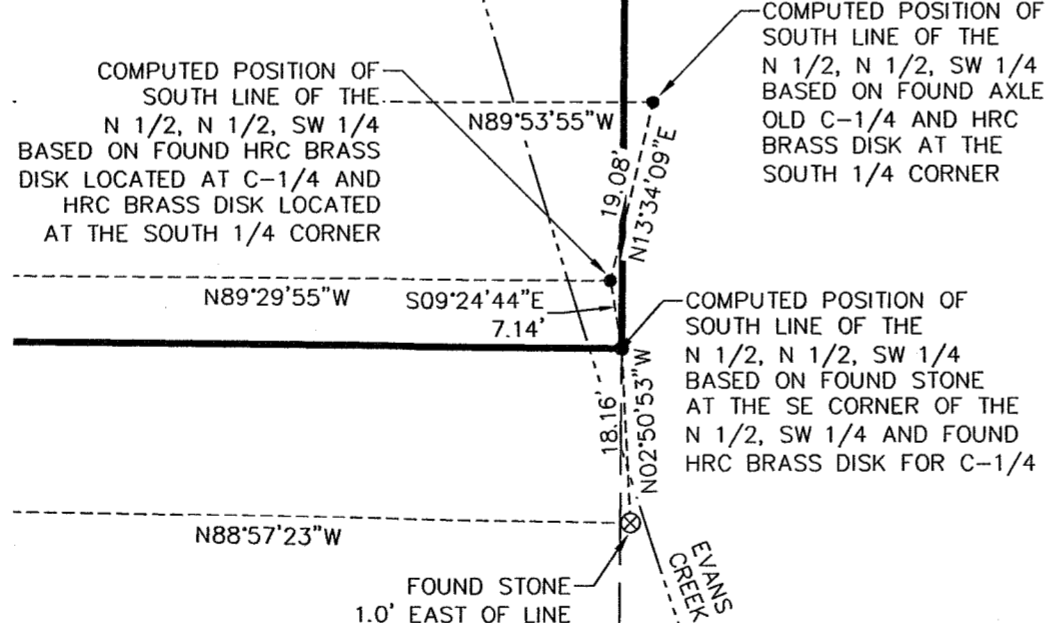 COMPUTED POSITION OF
SOUTH LINE OF THE
N 1/2, N 1/2, SW 1/4
BASED ON FOUND HRC BRASS
DISK LOCATED AT C-1/4 AND
HRC BRASS DISK LOCATED
AT THE SOUTH 1/4 CORNER
COMPUTED POSITION OF
SOUTH LINE OF THE
N 1/2, N 1/2, SW 1/4
BASED ON FOUND AXLE
OLD C-1/4 AND HRC
BRASS DISK AT THE
SOUTH 1/4 CORNER
N89°53'55"W
19.08'
N13°34'09"E
N89°29'55"W
S09°24'44"E
7.14'
COMPUTED POSITION OF
SOUTH LINE OF THE
N 1/2, N 1/2, SW 1/4
BASED ON FOUND STONE
AT THE SE CORNER OF THE
N 1/2, SW 1/4 AND FOUND
HRC BRASS DISK FOR C-1/4
18.16'
N02°50'53"W
N88°57'23"W
FOUND STONE
1.0' EAST OF LINE
EVANS
CREEK